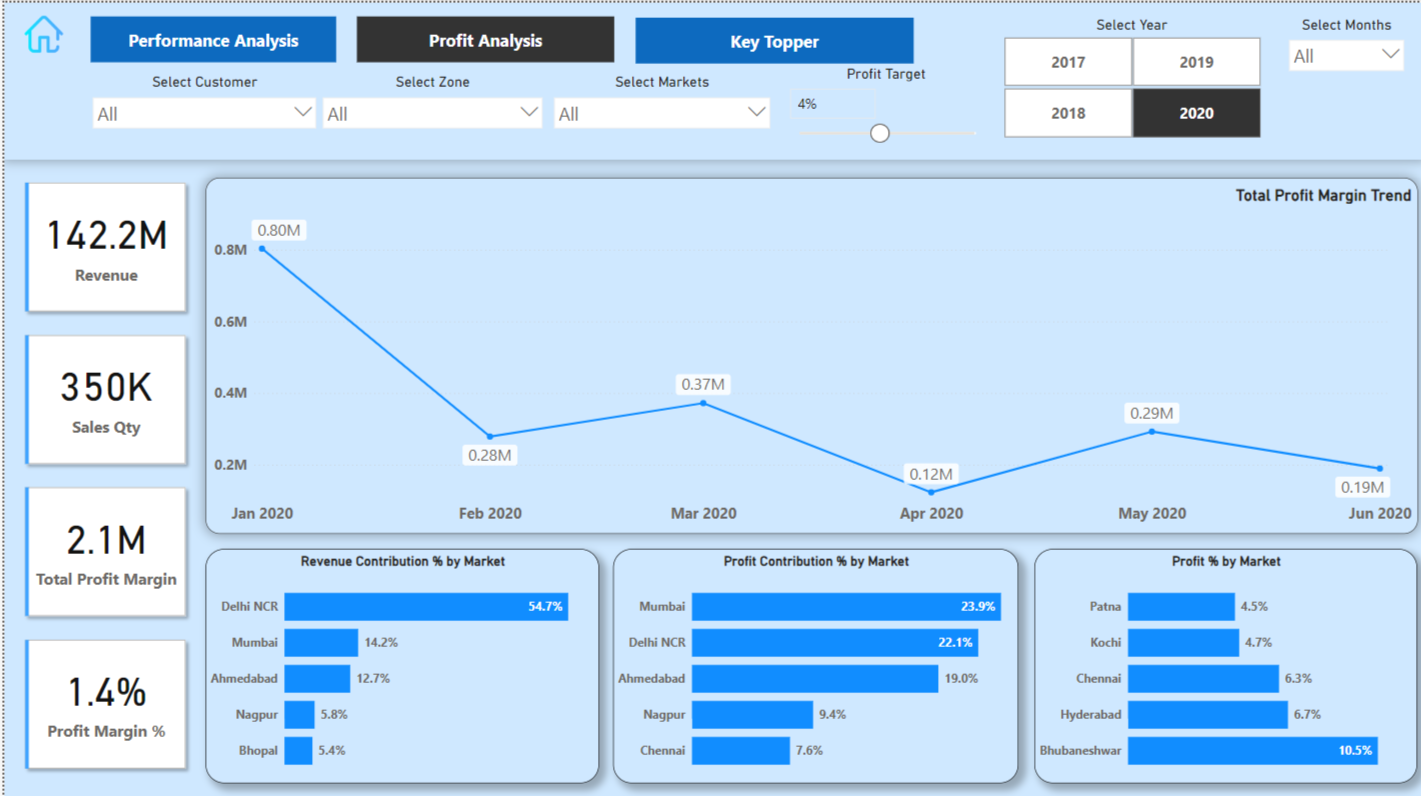 Performance Analysis
Profit Analysis
Key Topper
Select Year
Select Months
2017
2019
All
2018
2020
Select Customer
Select Zone
Select Markets
Profit Target
All
All
All
4%
142.2M
Revenue
350K
Sales Qty
2.1M
Total Profit Margin
1.4%
Profit Margin %
Total Profit Margin Trend
0.8M
0.6M
0.4M
0.2M
0.80M
0.28M
0.37M
0.12M
0.29M
0.19M
Jan 2020
Feb 2020
Mar 2020
Apr 2020
May 2020
Jun 2020
Revenue Contribution % by Market
Delhi NCR 54.7%
Mumbai 14.2%
Ahmedabad 12.7%
Nagpur 5.8%
Bhopal 5.4%
Profit Contribution % by Market
Mumbai 23.9%
Delhi NCR 22.1%
Ahmedabad 19.0%
Nagpur 9.4%
Chennai 7.6%
Profit % by Market
Patna 4.5%
Kochi 4.7%
Chennai 6.3%
Hyderabad 6.7%
Bhubaneshwar 10.5%